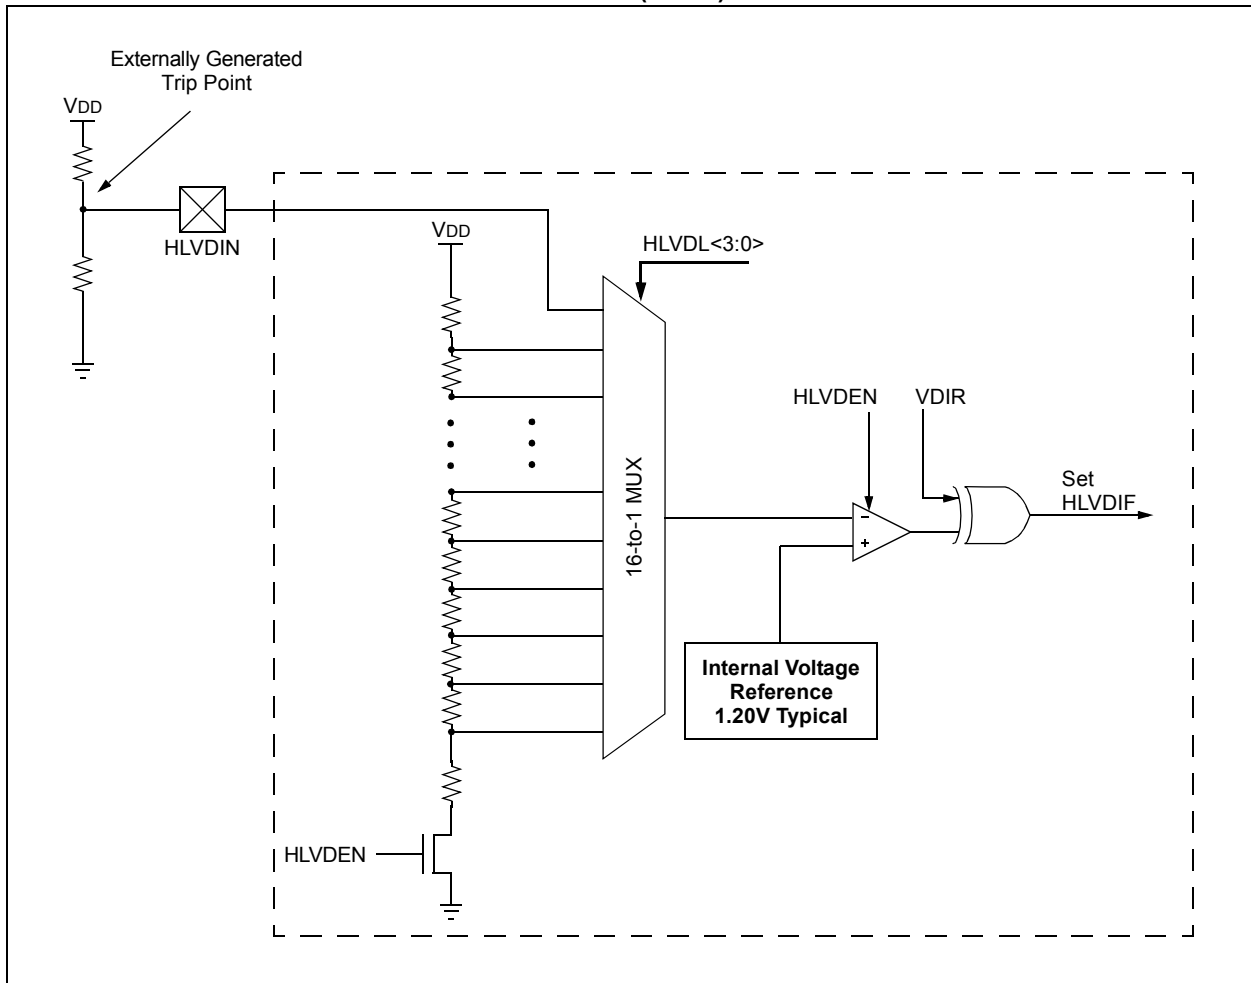 Externally Generated
Trip Point
VDD
HLVDIN
VDD
HLVDL<3:0>
HLVDEN
VDIR
16-to-1 MUX
Set
HLVDIF
–
+
Internal Voltage
Reference
1.20V Typical
HLVDEN